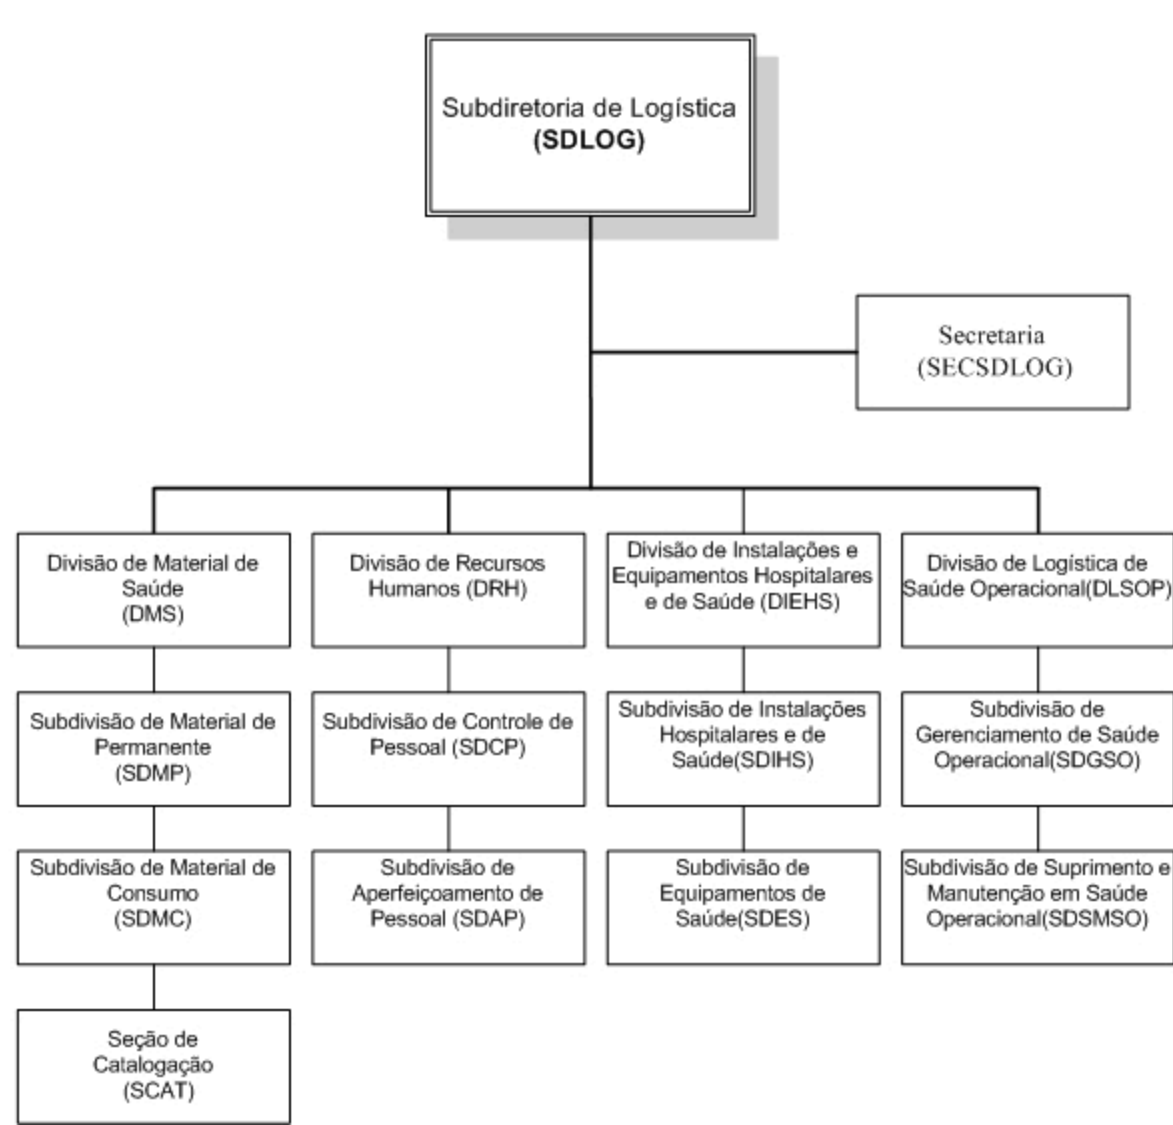 Subdiretoria de Logística
(SDLOG)
Secretaria
(SECSDLOG)
Divisão de Material de
Saúde
(DMS)
Divisão de Recursos
Humanos (DRH)
Divisão de Instalações e
Equipamentos Hospitalares
e de Saúde (DIEHS)
Divisão de Logística de
Saúde Operacional(DLSOP)
Subdivisão de Material de
Permanente
(SDMP)
Subdivisão de Controle de
Pessoal (SDCP)
Subdivisão de Instalações
Hospitalares e de
Saúde(SDIHS)
Subdivisão de
Gerenciamento de Saúde
Operacional(SDGSO)
Subdivisão de Material de
Consumo
(SDMC)
Subdivisão de
Aperfeiçoamento de
Pessoal (SDAP)
Subdivisão de
Equipamentos de
Saúde(SDES)
Subdivisão de Suprimento e
Manutenção em Saúde
Operacional(SDSMSO)
Seção de
Catalogação
(SCAT)